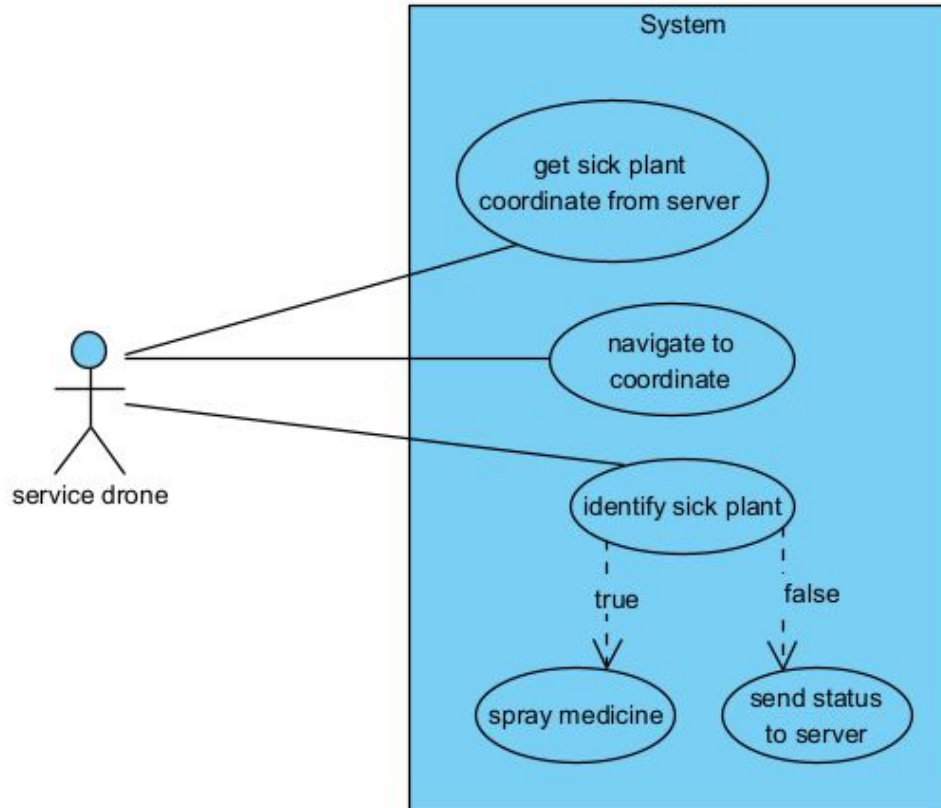 System
get sick plant
coordinate from server
navigate to
coordinate
service drone
identify sick plant
true
false
spray medicine
send status
to server